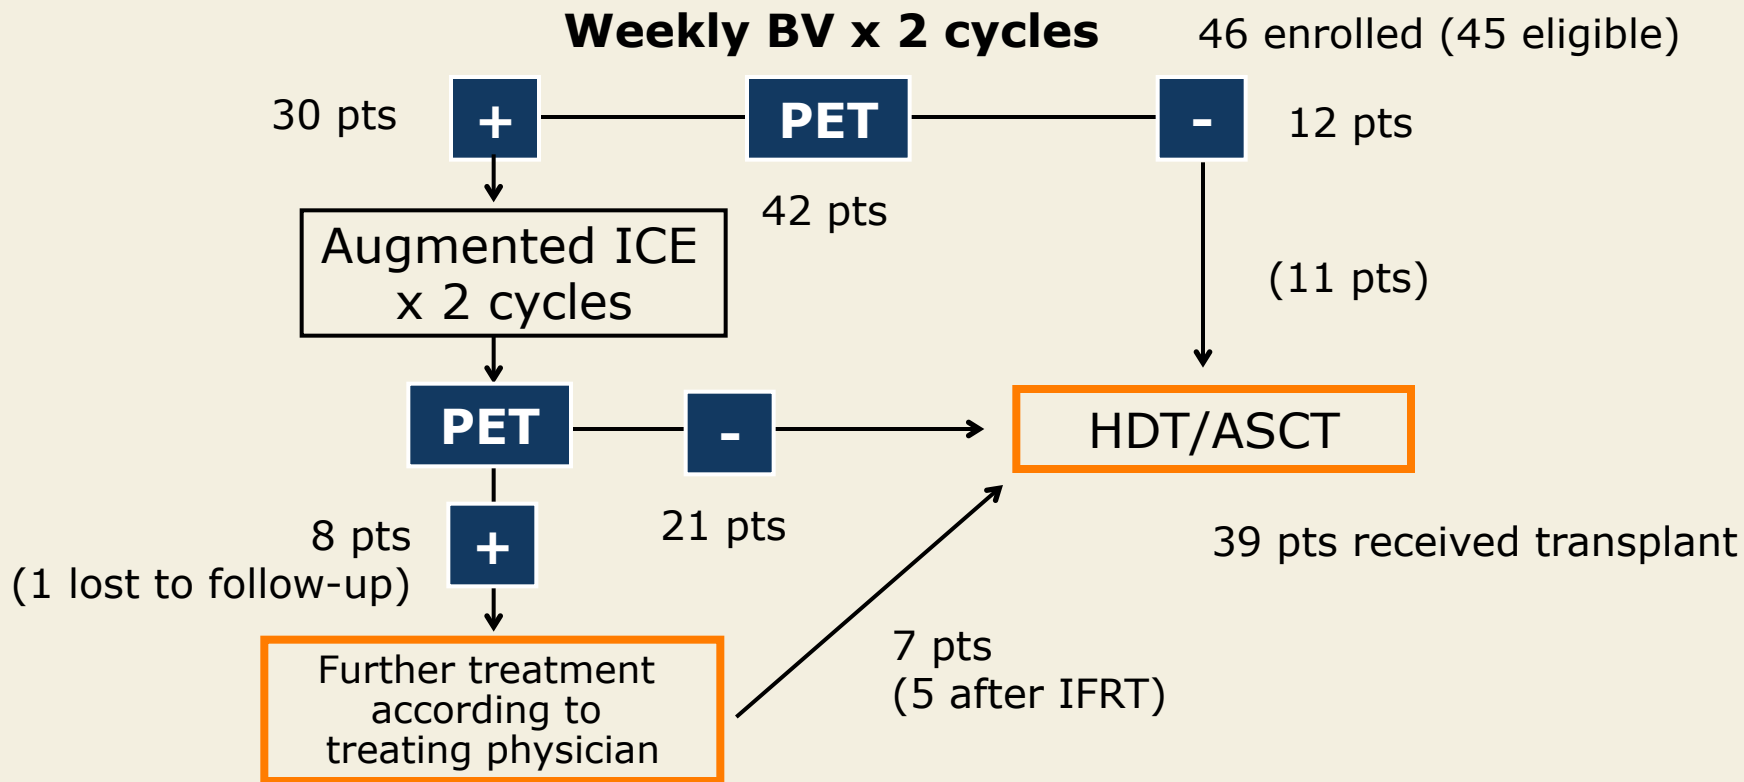 Weekly BV x 2 cycles
46 enrolled (45 eligible)
30 pts
+
PET
-
12 pts
42 pts
Augmented ICE
x 2 cycles
(11 pts)
PET
-
HDT/ASCT
21 pts
8 pts
(1 lost to follow-up)
+
39 pts received transplant
7 pts
(5 after IFRT)
Further treatment
according to
treating physician